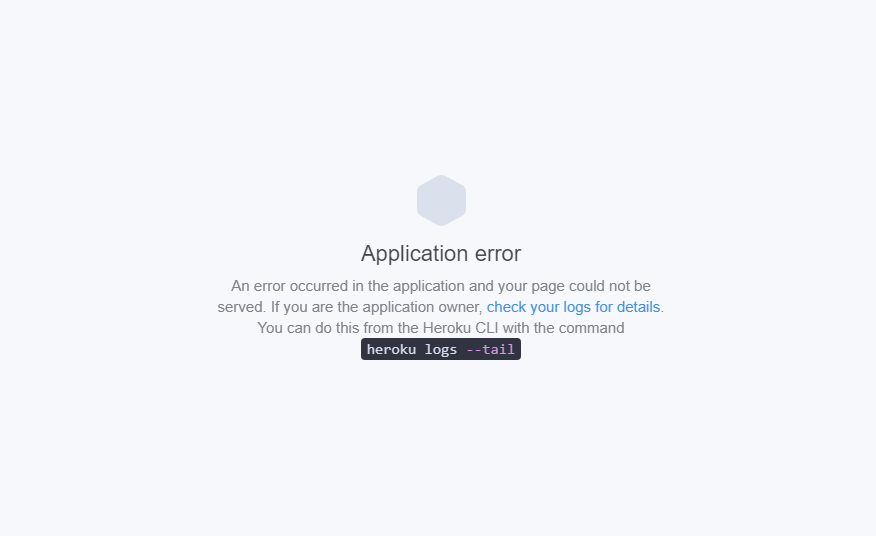 Application error
An error occurred in the application and your page could not be
served. If you are the application owner, check your logs for details.
You can do this from the Heroku CLI with the command
heroku logs --tail